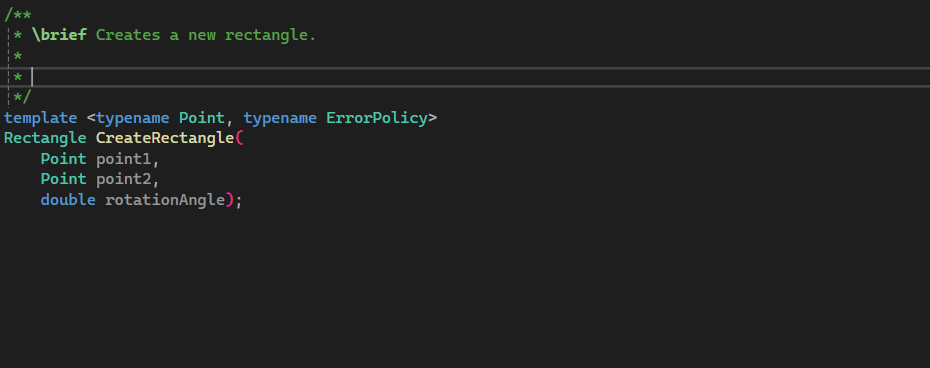 /**
* \brief Creates a new rectangle.
*
*
*/
template <typename Point, typename ErrorPolicy>
Rectangle CreateRectangle(
Point point1,
Point point2,
double rotationAngle);